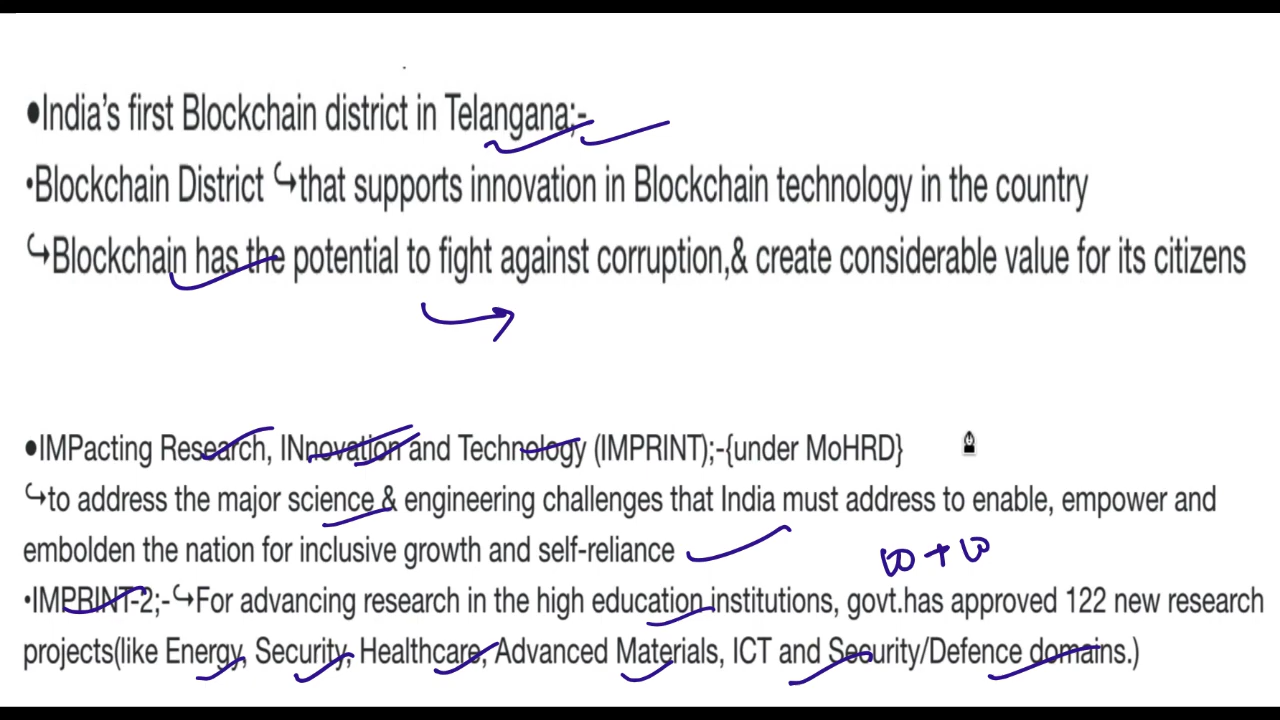 ●India's first Blockchain district in Telangana;-
•Blockchain District ↪that supports innovation in Blockchain technology in the country
↪Blockchain has the potential to fight against corruption,& create considerable value for its citizens
●IMPacting Research, INnovation and Technology (IMPRINT);-{under MoHRD}
↪to address the major science & engineering challenges that India must address to enable, empower and
embolden the nation for inclusive growth and self-reliance
•IMPRINT-2;-↪For advancing research in the high education institutions, govt.has approved 122 new research
projects(like Energy, Security, Healthcare, Advanced Materials, ICT and Security/Defence domains.)